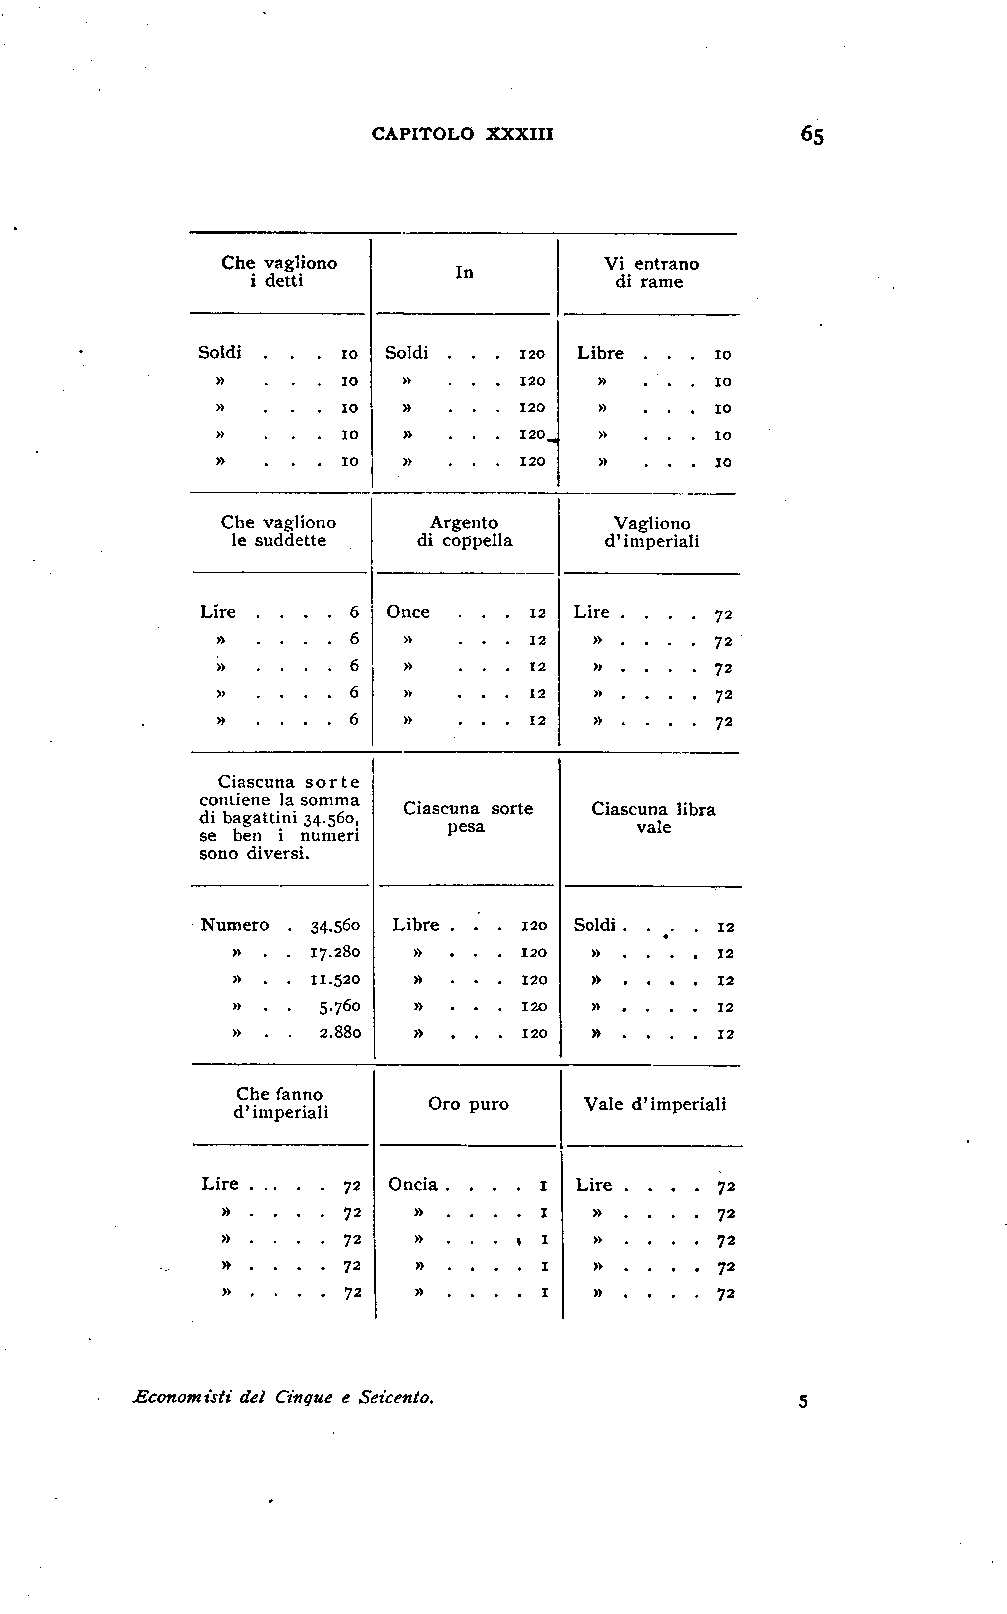 CAPITOLO XXXIII 65
Che vagliono
i detti
In
Vi entrano
di rame
Soldi . . . 10 Soldi . . . 120 Libre . . . 10
» . . . 10 » . . . 120 » . . . 10
» . . . 10 » . . . 120 » . . . 10
» . . . 10 » . . . 120 » . . . 10
» . . . 10 » . . . 120 » . . . 10
Che vagliono
le suddette
Argento
di coppella
Vagliono
d'imperiali
Lire . . . . 6 Once . . . 12 Lire . . . . 72
» . . . . 6 » . . . 12 » . . . . 72
» . . . . 6 » . . . 12 » . . . . 72
» . . . . 6 » . . . 12 » . . . . 72
» . . . . 6 » . . . 12 » . . . . 72
Ciascuna sorte
contiene la somma
di bagattini 34.560,
se ben i numeri
sono diversi.
Ciascuna sorte
pesa
Ciascuna libra
vale
Numero . 34.560 Libre . . . 120 Soldi . . . . 12
» . . 17.280 » . . . 120 » . . . . 12
» . . 11.520 » . . . 120 » . . . . 12
» . . 5.760 » . . . 120 » . . . . 12
» . . 2.880 » . . . 120 » . . . . 12
Che fanno
d'imperiali
Oro puro
Vale d'imperiali
Lire . . . . 72 Oncia . . . . 1 Lire . . . . 72
» . . . . 72 » . . . . 1 » . . . . 72
» . . . . 72 » . . . . 1 » . . . . 72
» . . . . 72 » . . . . 1 » . . . . 72
» . . . . 72 » . . . . 1 » . . . . 72
Economisti del Cinque e Seicento. 5